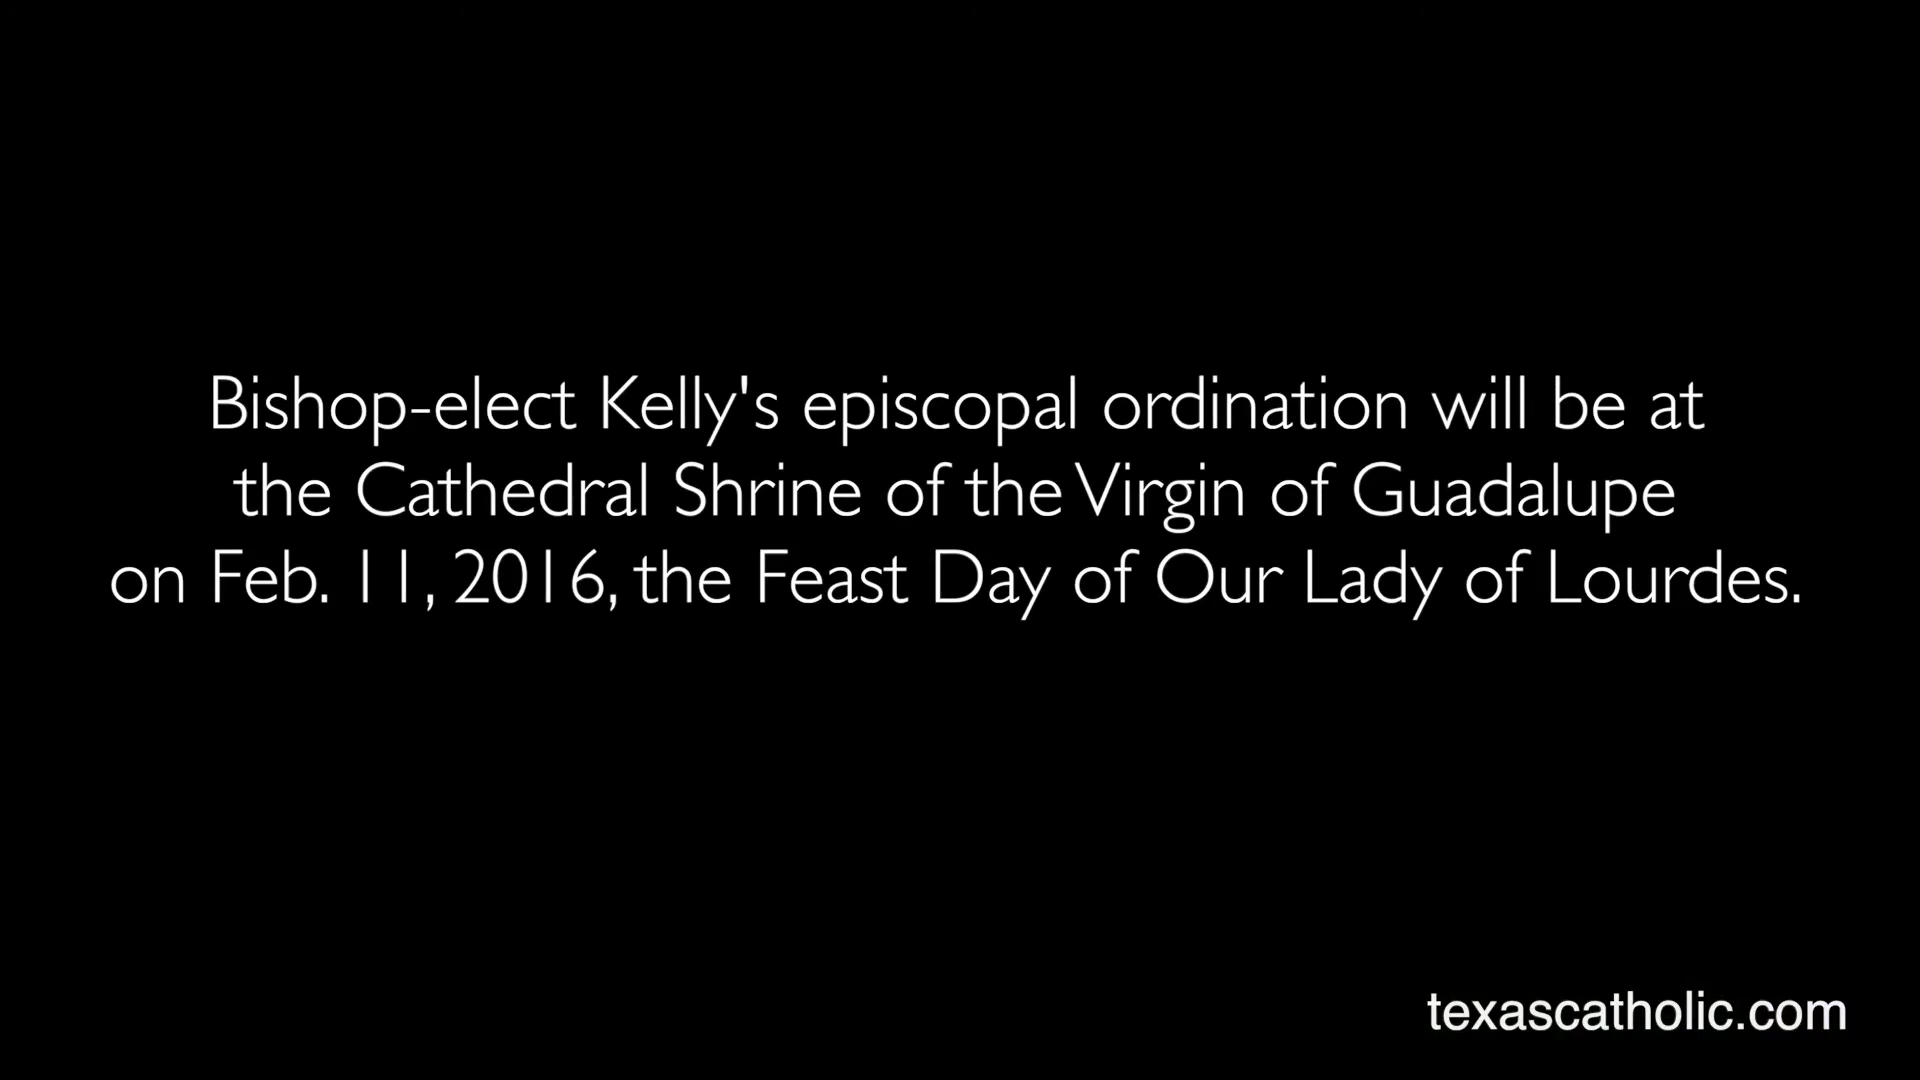 Bishop-elect Kelly's episcopal ordination will be at
the Cathedral Shrine of the Virgin of Guadalupe
on Feb. 11, 2016, the Feast Day of Our Lady of Lourdes.
texascatholic.com